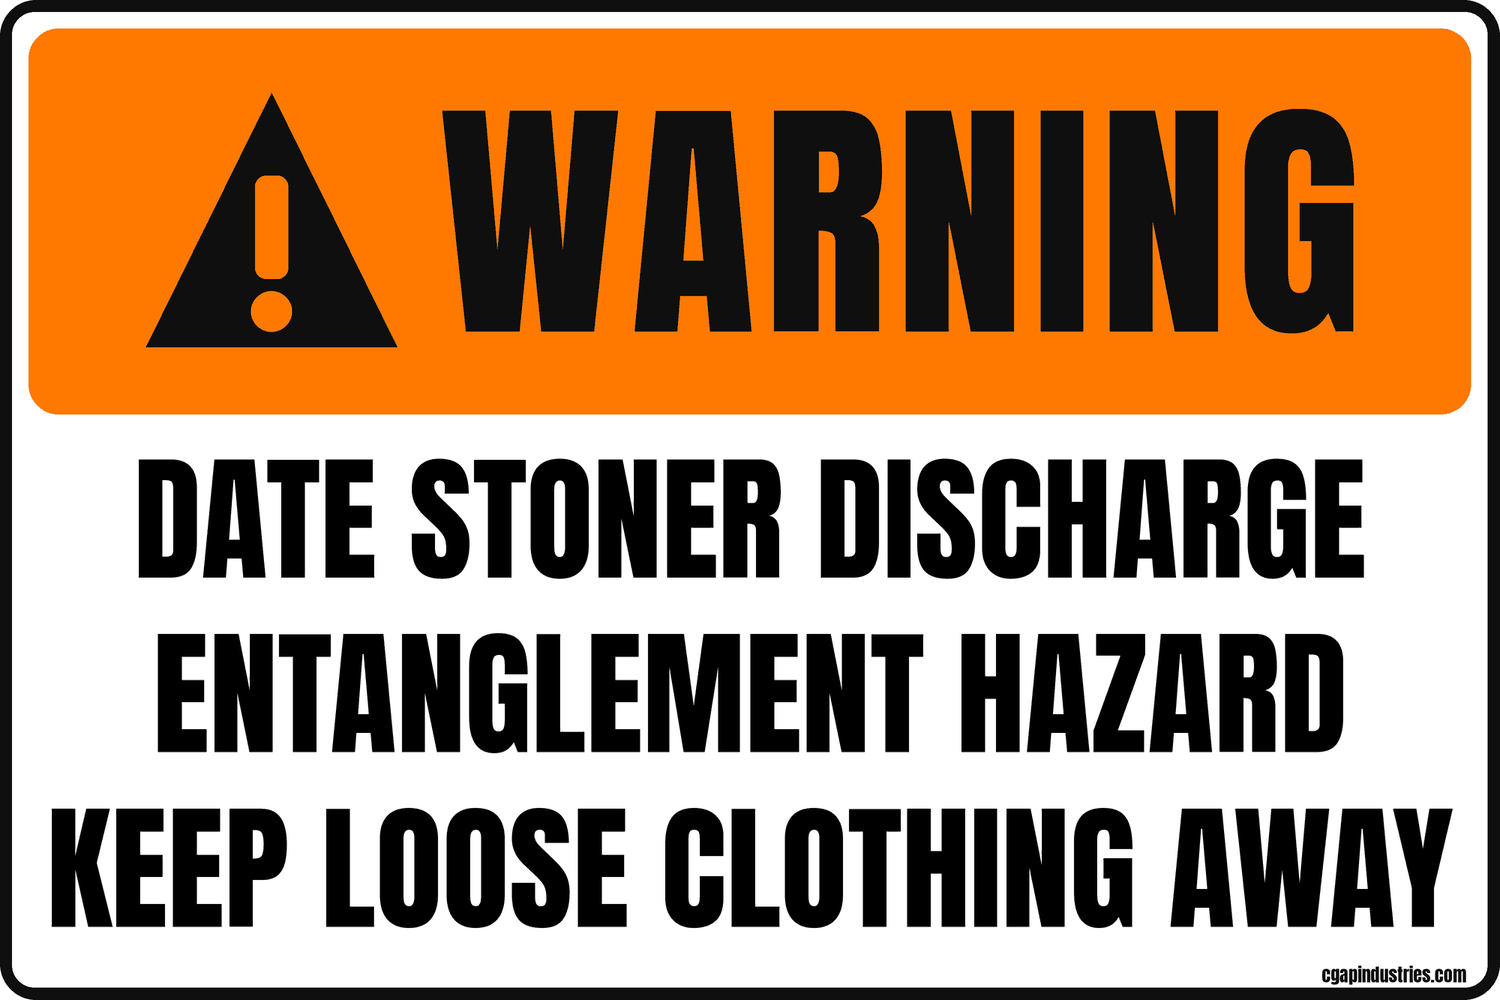 WARNING
DATE STONER DISCHARGE
ENTANGLEMENT HAZARD
KEEP LOOSE CLOTHING AWAY
cgapindustries.com